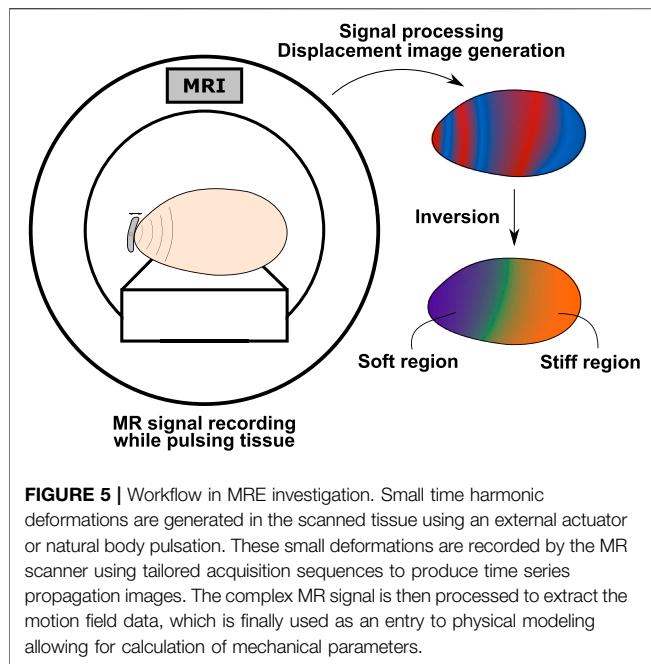 Signal processing
Displacement image generation
MRI
Inversion
Soft region
Stiff region
MR signal recording
while pulsing tissue
FIGURE 5 | Workflow in MRE investigation. Small time harmonic
deformations are generated in the scanned tissue using an external actuator
or natural body pulsation. These small deformations are recorded by the MR
scanner using tailored acquisition sequences to produce time series
propagation images. The complex MR signal is then processed to extract the
motion field data, which is finally used as an entry to physical modeling
allowing for calculation of mechanical parameters.